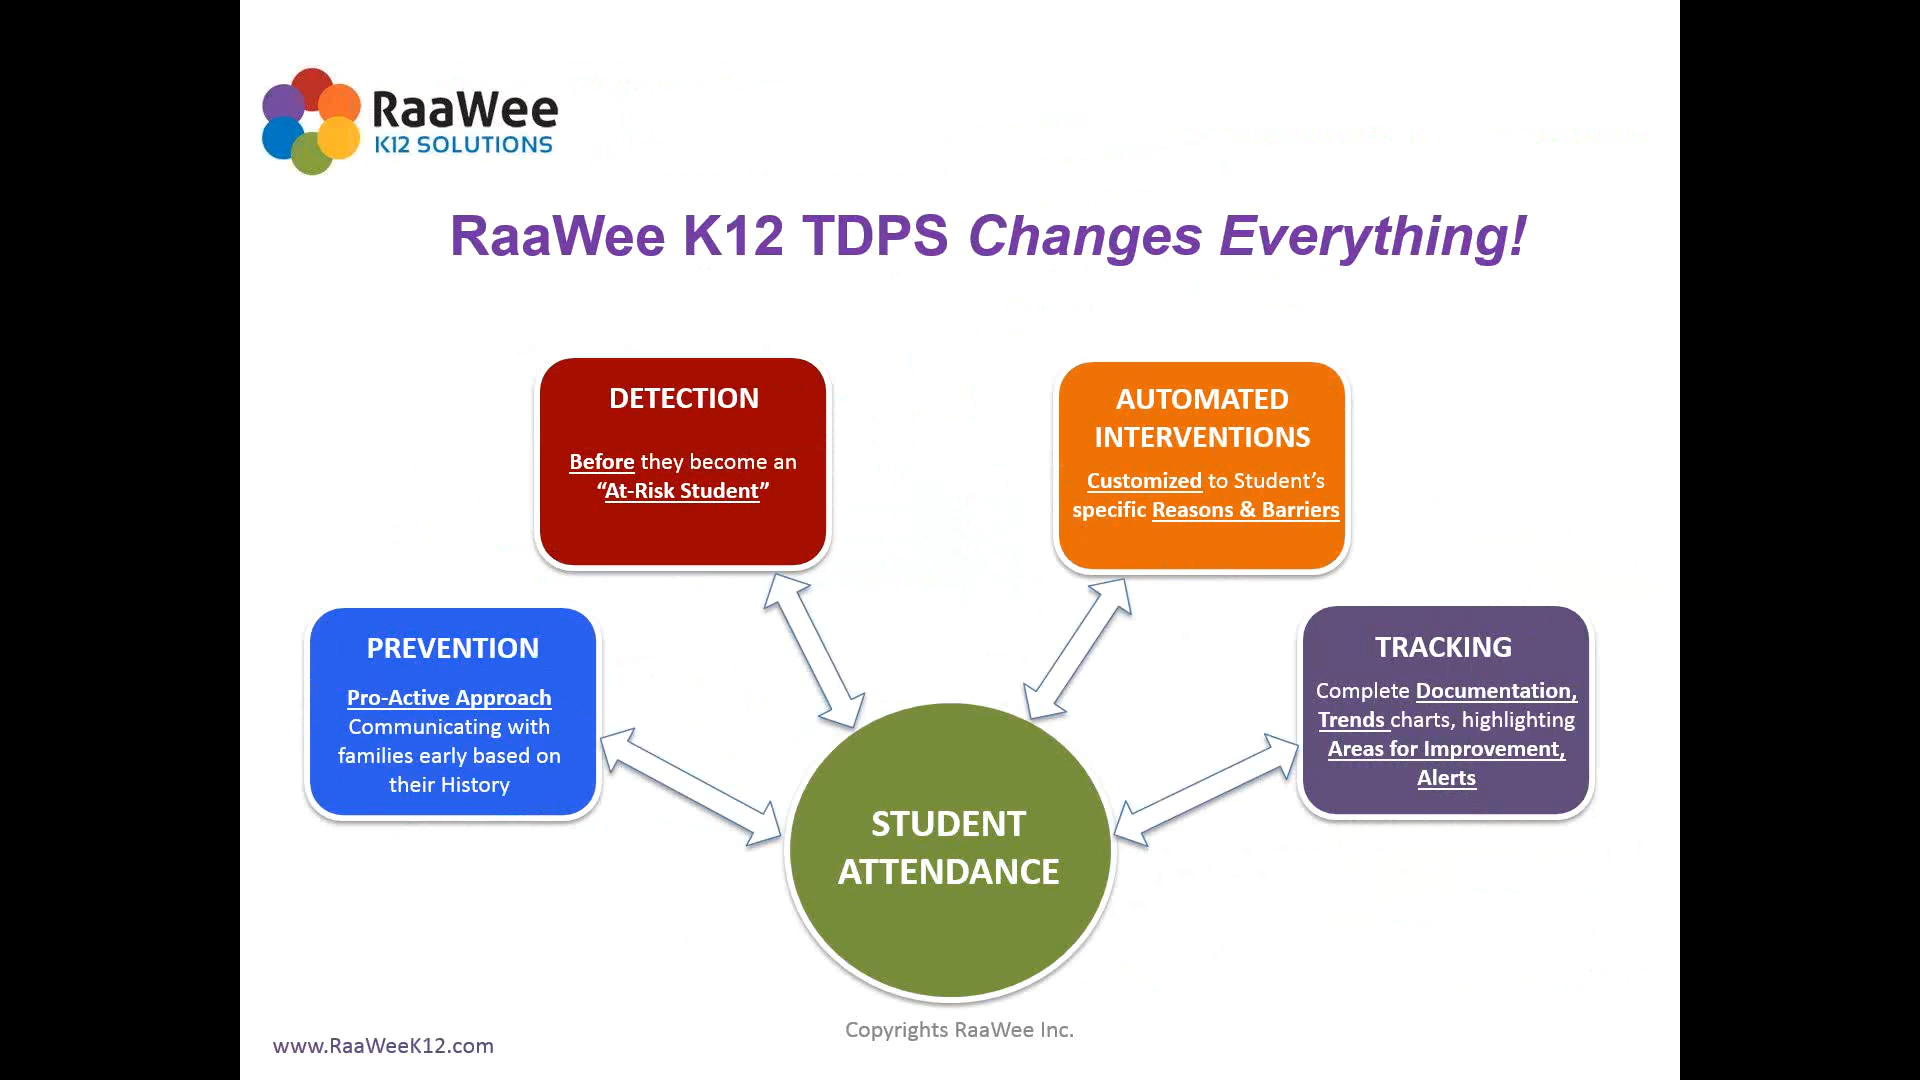 RaaWee
K12 SOLUTIONS
RaaWee K12 TDPS Changes Everything!
DETECTION
Before they become an
“At-Risk Student”
AUTOMATED
INTERVENTIONS
Customized to Student’s
specific Reasons & Barriers
PREVENTION
Pro-Active Approach
Communicating with
families early based on
their History
TRACKING
Complete Documentation,
Trends charts, highlighting
Areas for Improvement,
Alerts
STUDENT
ATTENDANCE
Copyrights RaaWee Inc.
www.RaaWeeK12.com